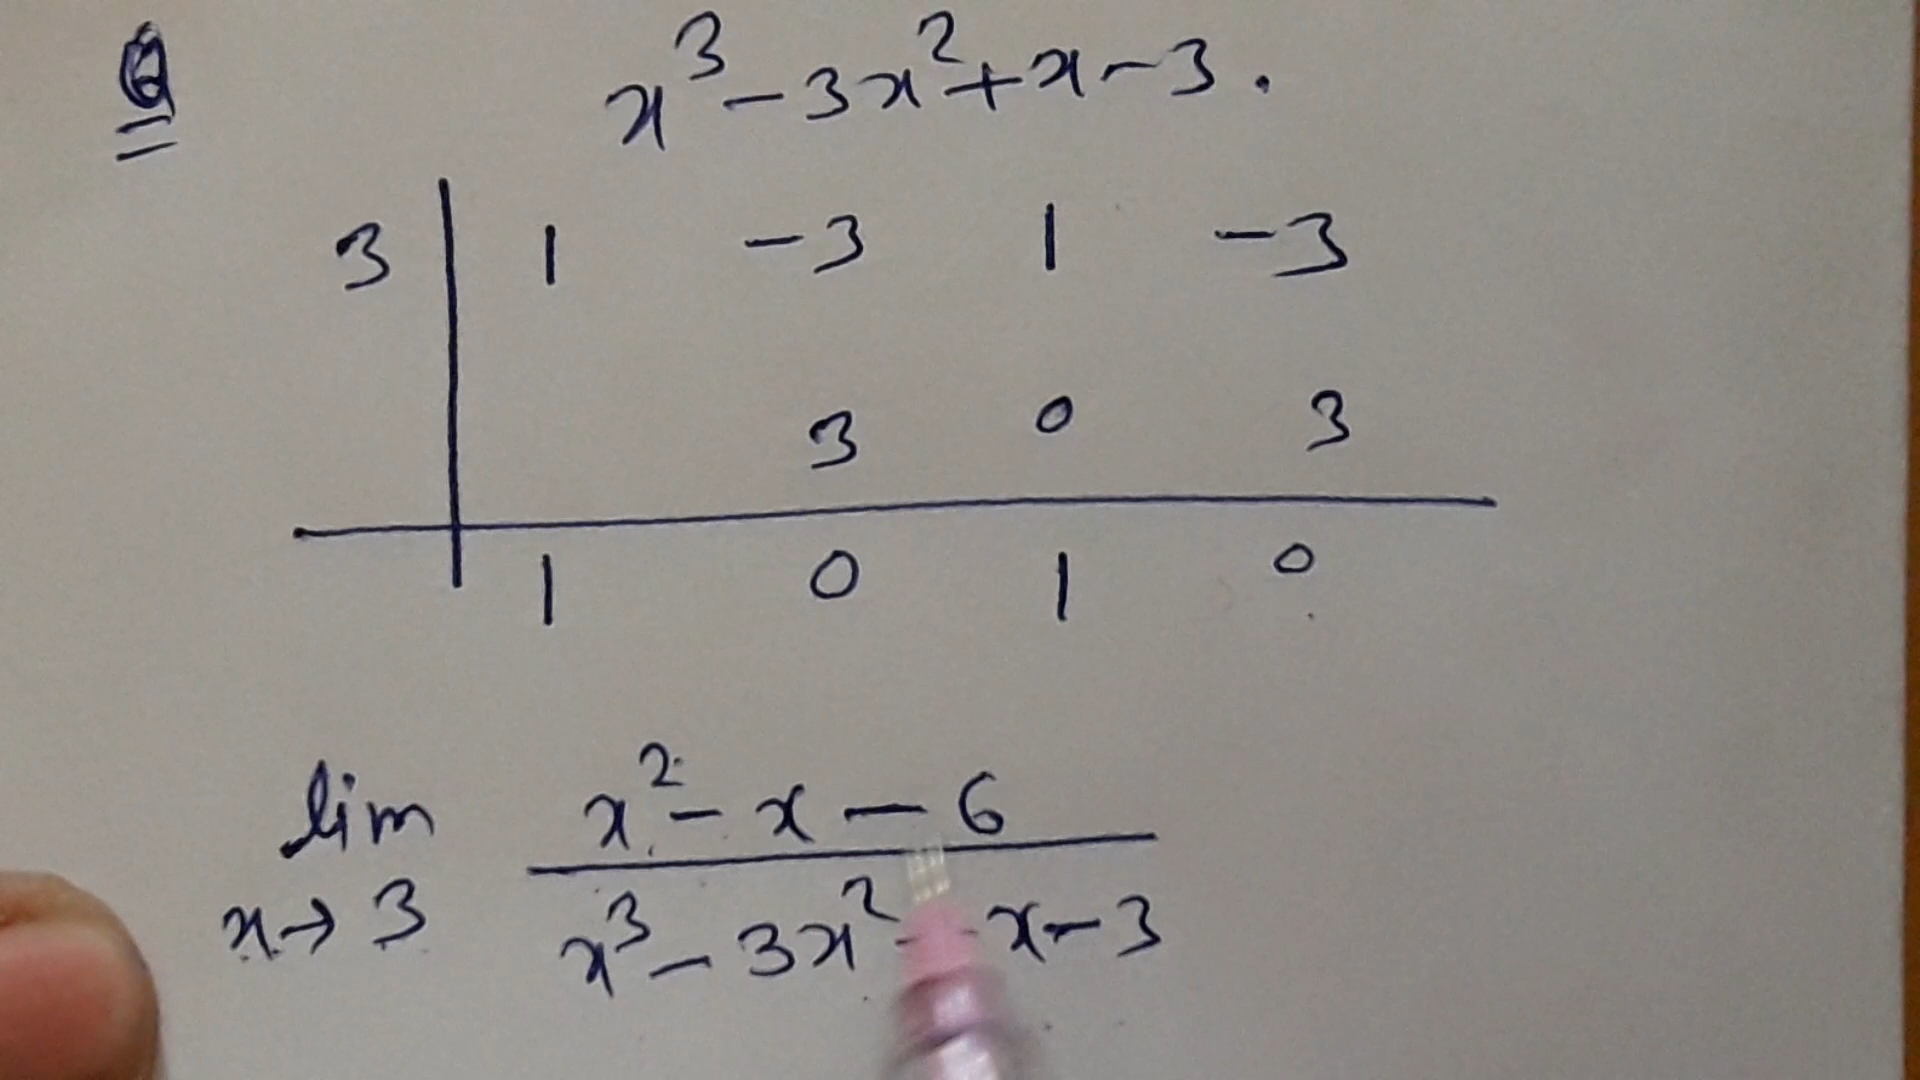 Q x³ - 3x² + x - 3.
3 | 1 -3 1 -3
3 0 3
1 0 1 0
lim x² - x - 6
x→3 x³ - 3x² x - 3